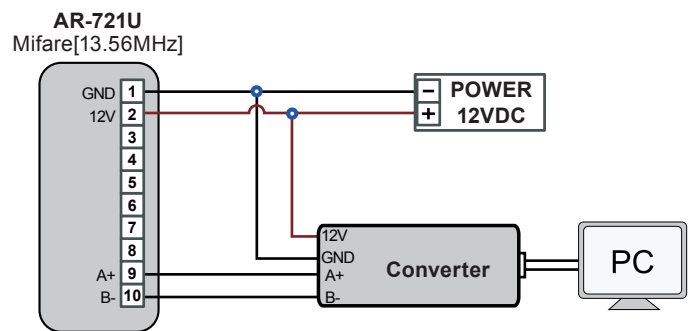 AR-721U
Mifare[13.56MHz]
GND 1
12V 2
3
4
5
6
7
8
A+ 9
B- 10
− POWER
+ 12VDC
12V
GND
A+
B-
Converter
PC